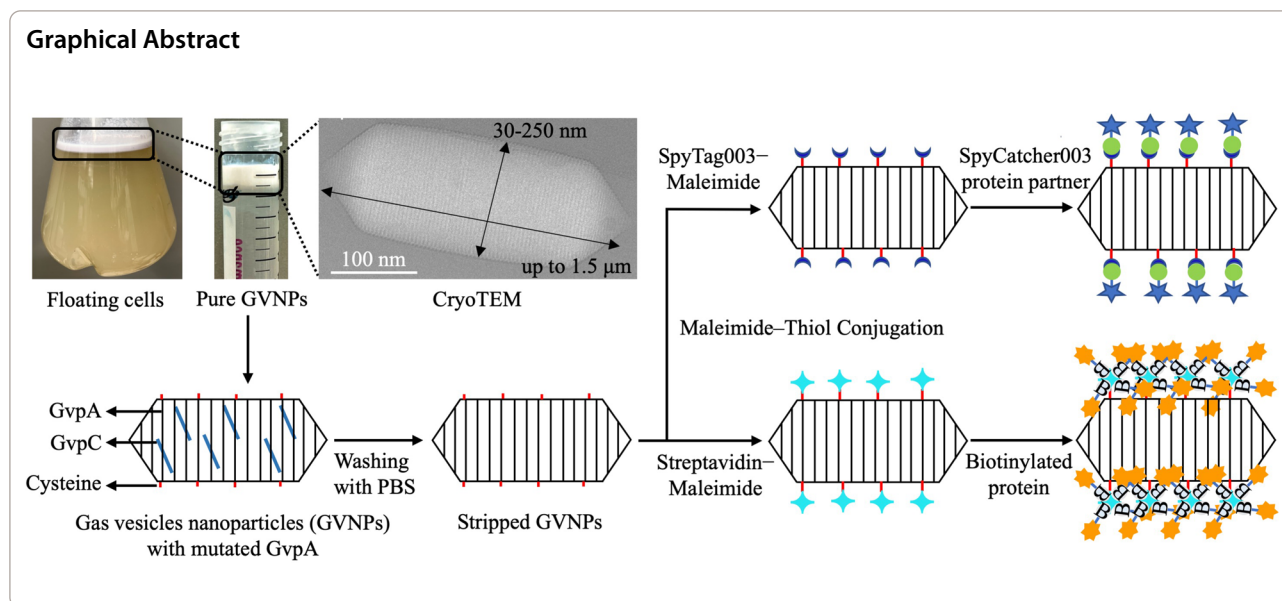 Graphical Abstract
30-250 nm
100 nm
up to 1.5 μm
Floating cells
Pure GVNPs
CryoTEM
SpyTag003–
Maleimide
SpyCatcher003
protein partner
Maleimide–Thiol Conjugation
GvpA
GvpC
Cysteine
Washing
with PBS
Gas vesicles nanoparticles (GVNPs)
with mutated GvpA
Stripped GVNPs
Streptavidin–
Maleimide
Biotinylated
protein
B B B B B B B B
B B B B B B B B